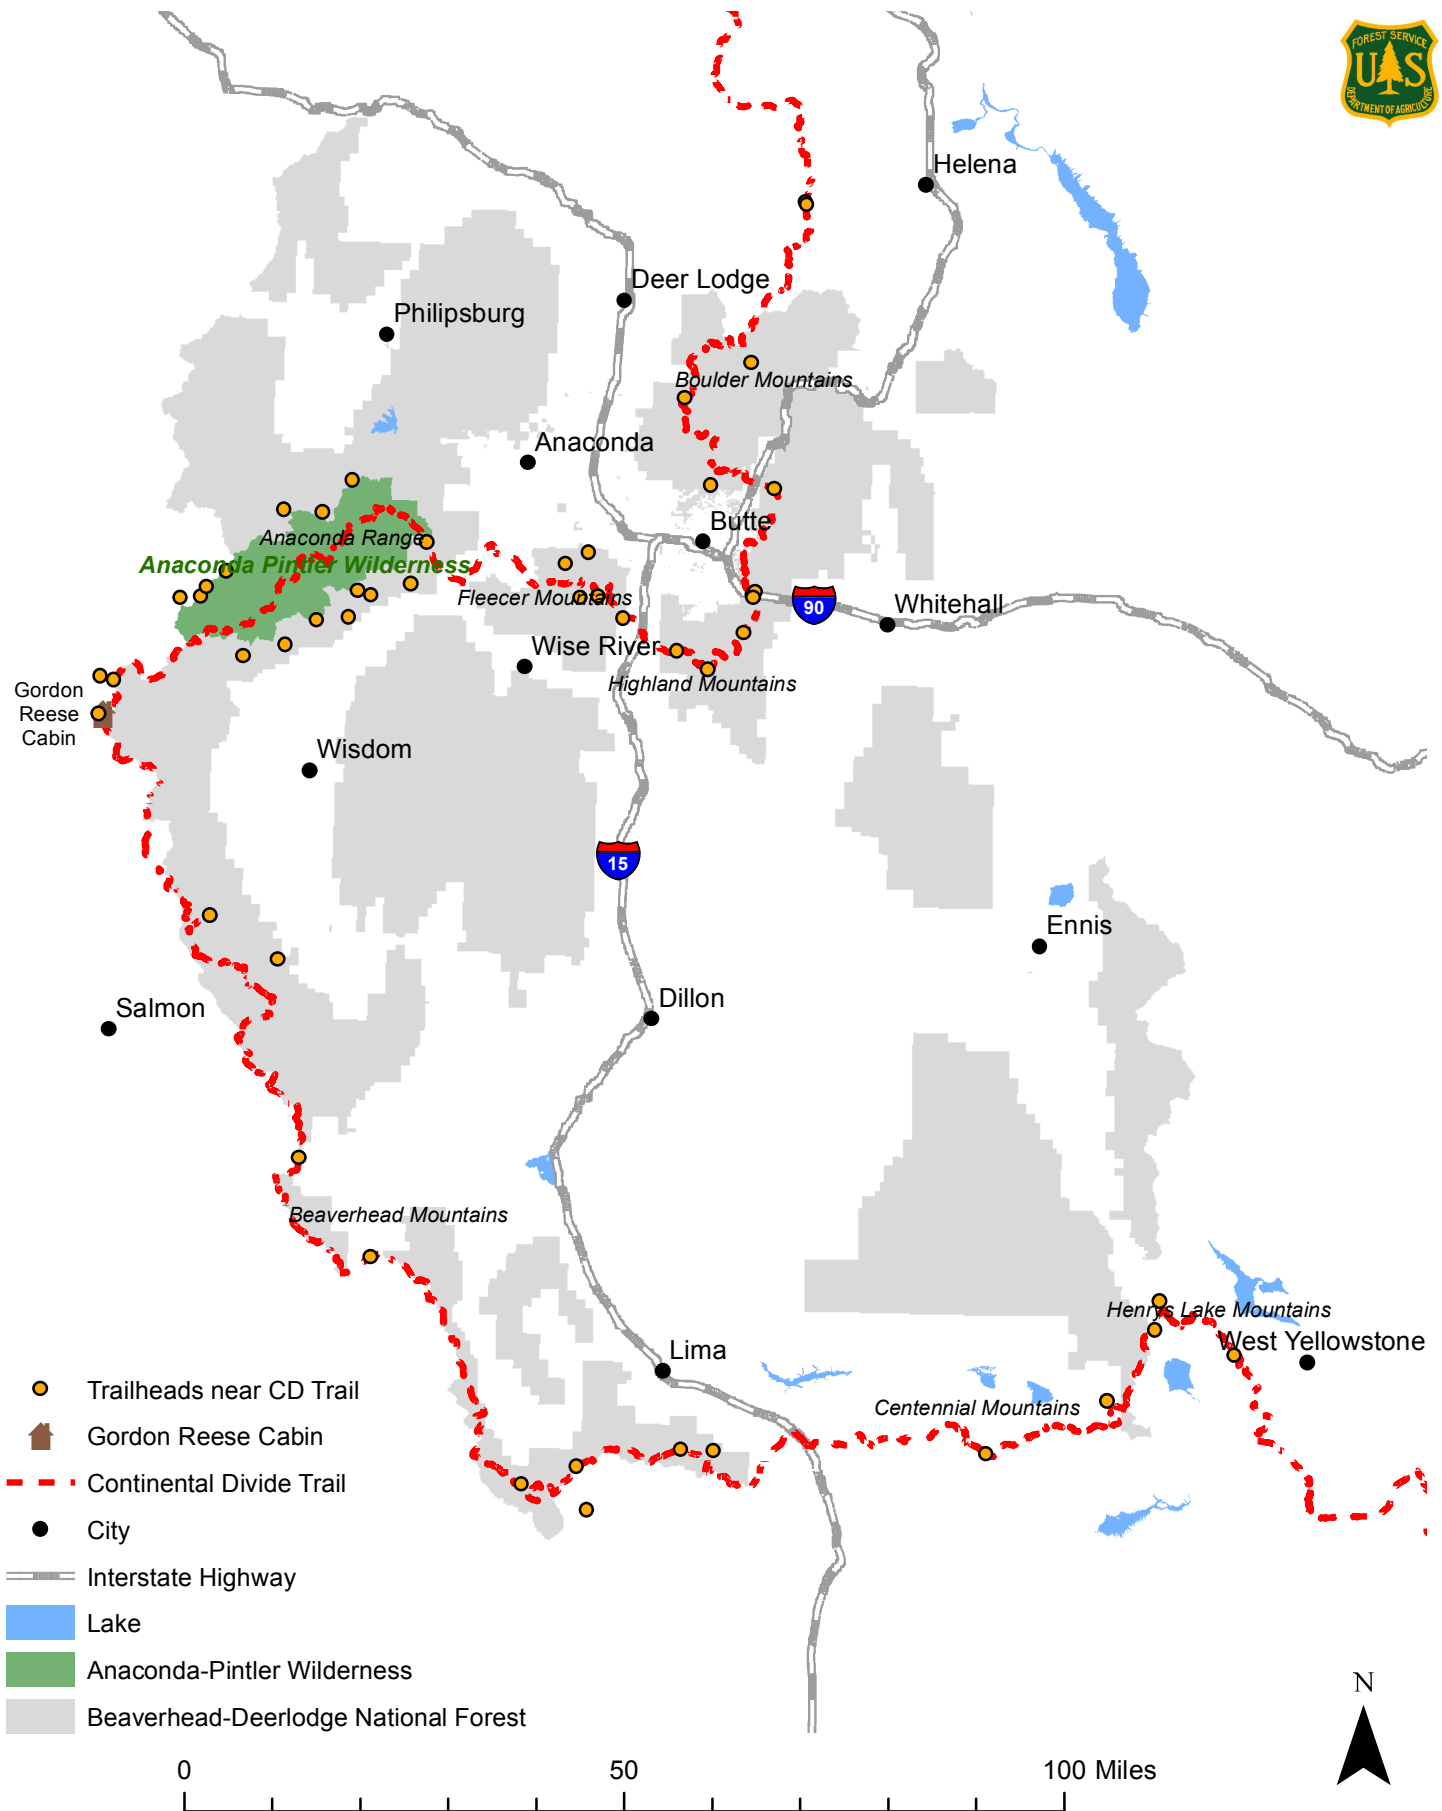 FOREST SERVICE
U S
DEPARTMENT OF AGRICULTURE
Helena
Deer Lodge
Philipsburg
Boulder Mountains
Anaconda
Butte
Anaconda Range
Anaconda Pintler Wilderness
Fleecer Mountains
90
Whitehall
Wise River
Highland Mountains
Gordon
Reese
Cabin
Wisdom
15
Ennis
Salmon
Dillon
Beaverhead Mountains
Henrys Lake Mountains
West Yellowstone
Lima
Centennial Mountains
Trailheads near CD Trail
Gordon Reese Cabin
Continental Divide Trail
City
Interstate Highway
Lake
Anaconda-Pintler Wilderness
Beaverhead-Deerlodge National Forest
N
0 50 100 Miles